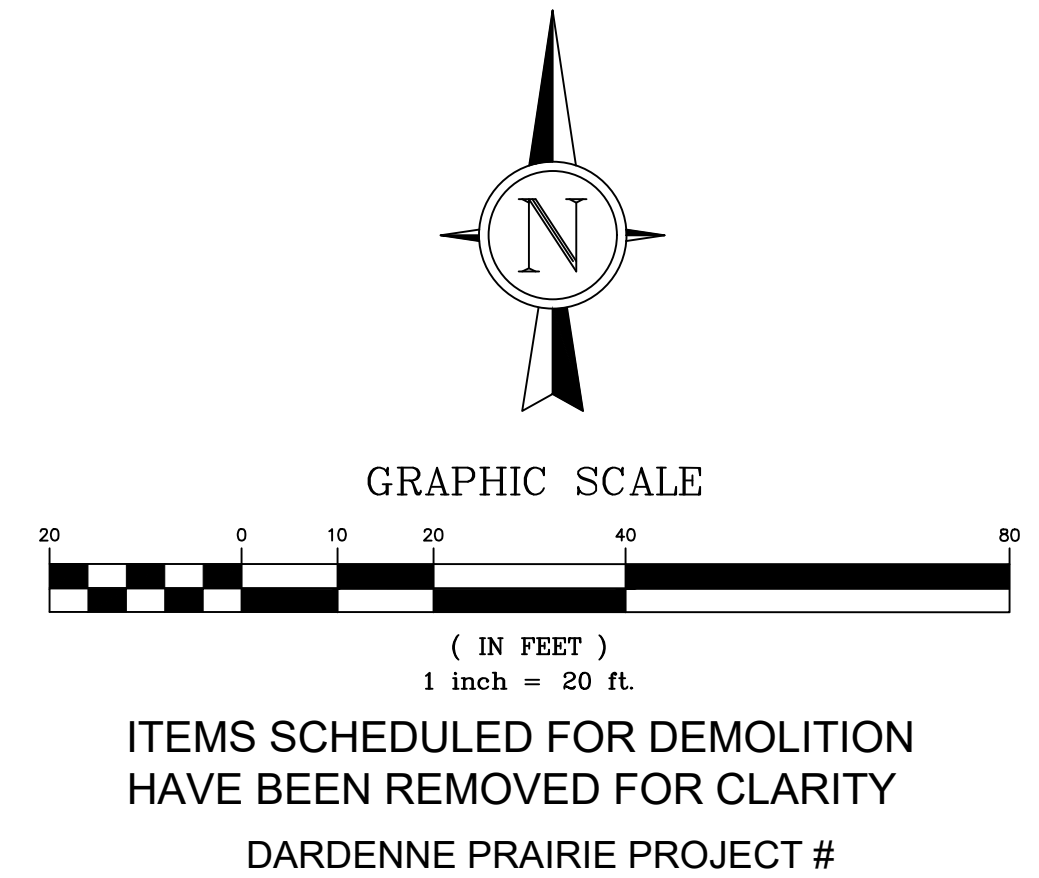 N
GRAPHIC SCALE
20 0 10 20 40 80
( IN FEET )
1 inch = 20 ft.
ITEMS SCHEDULED FOR DEMOLITION
HAVE BEEN REMOVED FOR CLARITY
DARDENNE PRAIRIE PROJECT #